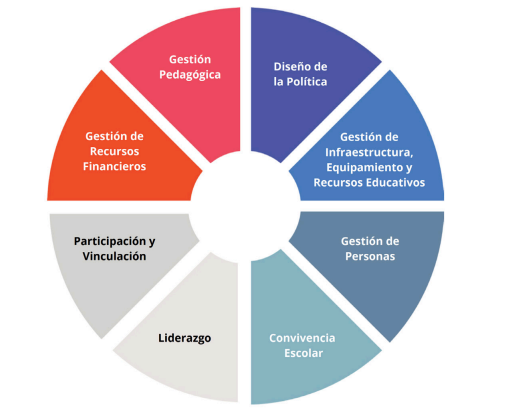 Gestión
Pedagógica
Diseño de
la Política
Gestión de
Recursos
Financieros
Gestión de
Infraestructura,
Equipamiento y
Recursos Educativos
Participación y
Vinculación
Gestión de
Personas
Liderazgo
Convivencia
Escolar